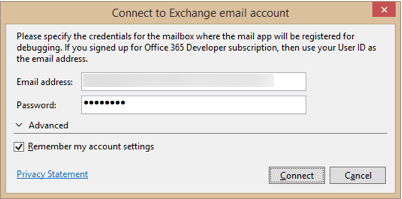 Connect to Exchange email account
Please specify the credentials for the mailbox where the mail app will be registered for
debugging. If you signed up for Office 365 Developer subscription, then use your User ID as
the email address.
Email address:
Password: ●●●●●●●●
Advanced
Remember my account settings
Privacy Statement
Connect
Cancel